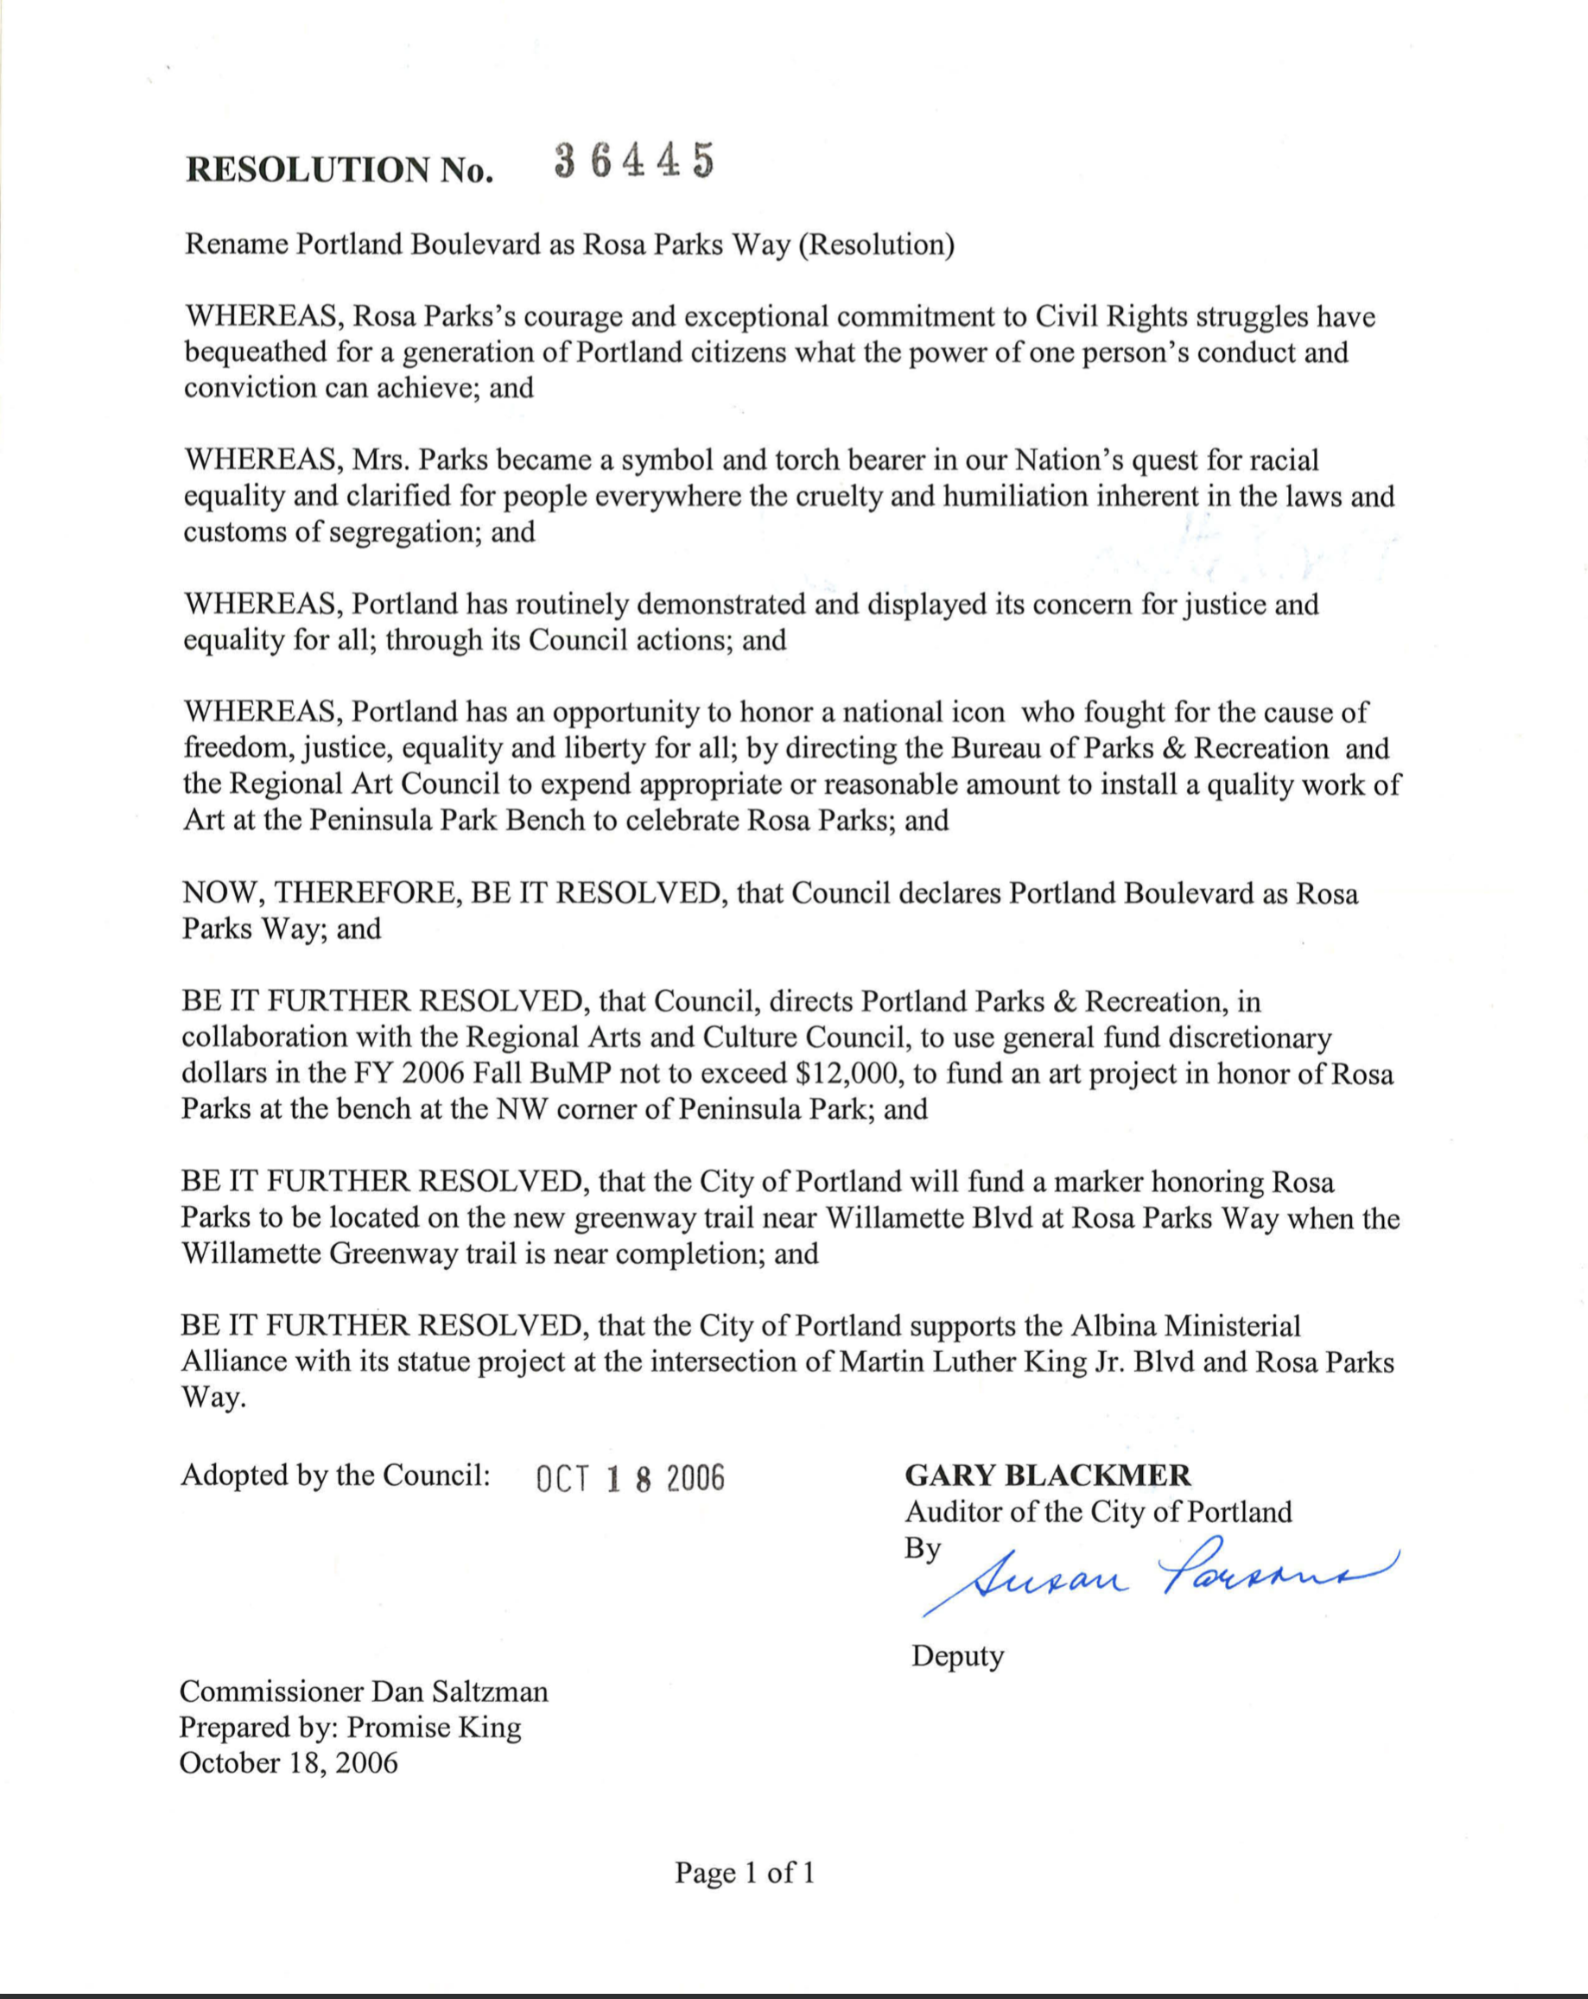 RESOLUTION No. 36445
Rename Portland Boulevard as Rosa Parks Way (Resolution)
WHEREAS, Rosa Parks's courage and exceptional commitment to Civil Rights struggles have
bequeathed for a generation of Portland citizens what the power of one person's conduct and
conviction can achieve; and
WHEREAS, Mrs. Parks became a symbol and torch bearer in our Nation's quest for racial
equality and clarified for people everywhere the cruelty and humiliation inherent in the laws and
customs of segregation; and
WHEREAS, Portland has routinely demonstrated and displayed its concern for justice and
equality for all; through its Council actions; and
WHEREAS, Portland has an opportunity to honor a national icon who fought for the cause of
freedom, justice, equality and liberty for all; by directing the Bureau of Parks & Recreation and
the Regional Art Council to expend appropriate or reasonable amount to install a quality work of
Art at the Peninsula Park Bench to celebrate Rosa Parks; and
NOW, THEREFORE, BE IT RESOLVED, that Council declares Portland Boulevard as Rosa
Parks Way; and
BE IT FURTHER RESOLVED, that Council, directs Portland Parks & Recreation, in
collaboration with the Regional Arts and Culture Council, to use general fund discretionary
dollars in the FY 2006 Fall BuMP not to exceed $12,000, to fund an art project in honor of Rosa
Parks at the bench at the NW corner of Peninsula Park; and
BE IT FURTHER RESOLVED, that the City of Portland will fund a marker honoring Rosa
Parks to be located on the new greenway trail near Willamette Blvd at Rosa Parks Way when the
Willamette Greenway trail is near completion; and
BE IT FURTHER RESOLVED, that the City of Portland supports the Albina Ministerial
Alliance with its statue project at the intersection of Martin Luther King Jr. Blvd and Rosa Parks
Way.
Adopted by the Council: OCT 18 2006
GARY BLACKMER
Auditor of the City of Portland
By Susan Parsons
Deputy
Commissioner Dan Saltzman
Prepared by: Promise King
October 18, 2006
Page 1 of 1